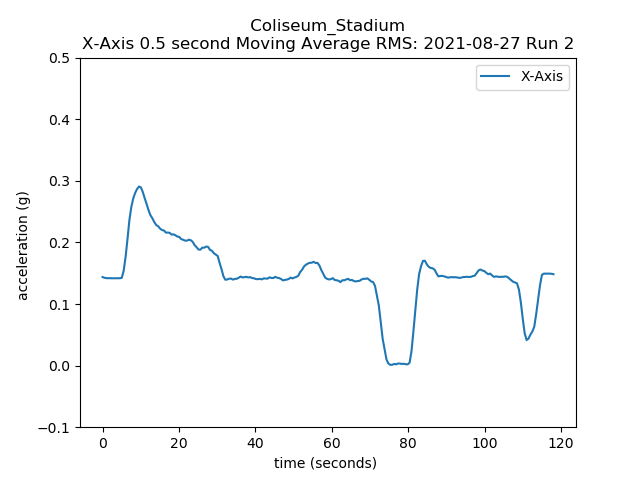 Coliseum_Stadium
X-Axis 0.5 second Moving Average RMS: 2021-08-27 Run 2
X-Axis
0.5
0.4
0.3
0.2
0.1
0.0
−0.1
acceleration (g)
0 20 40 60 80 100 120
time (seconds)